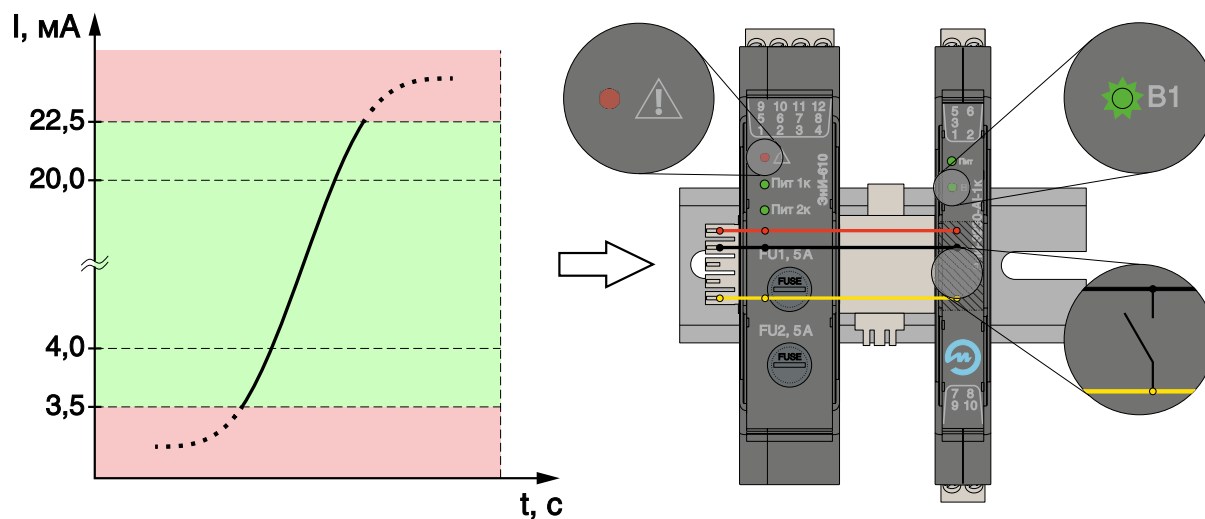 I, мА
22,5
20,0
4,0
3,5
t, с
9 10 11 12
5 6 7 8
1 2 3 4
Пит 1к
Пит 2к
ЭнИ-610
FU1, 5A
FUSE
FU2, 5A
FUSE
5 6
3
1 2
Пит
7 8
9 10
B1